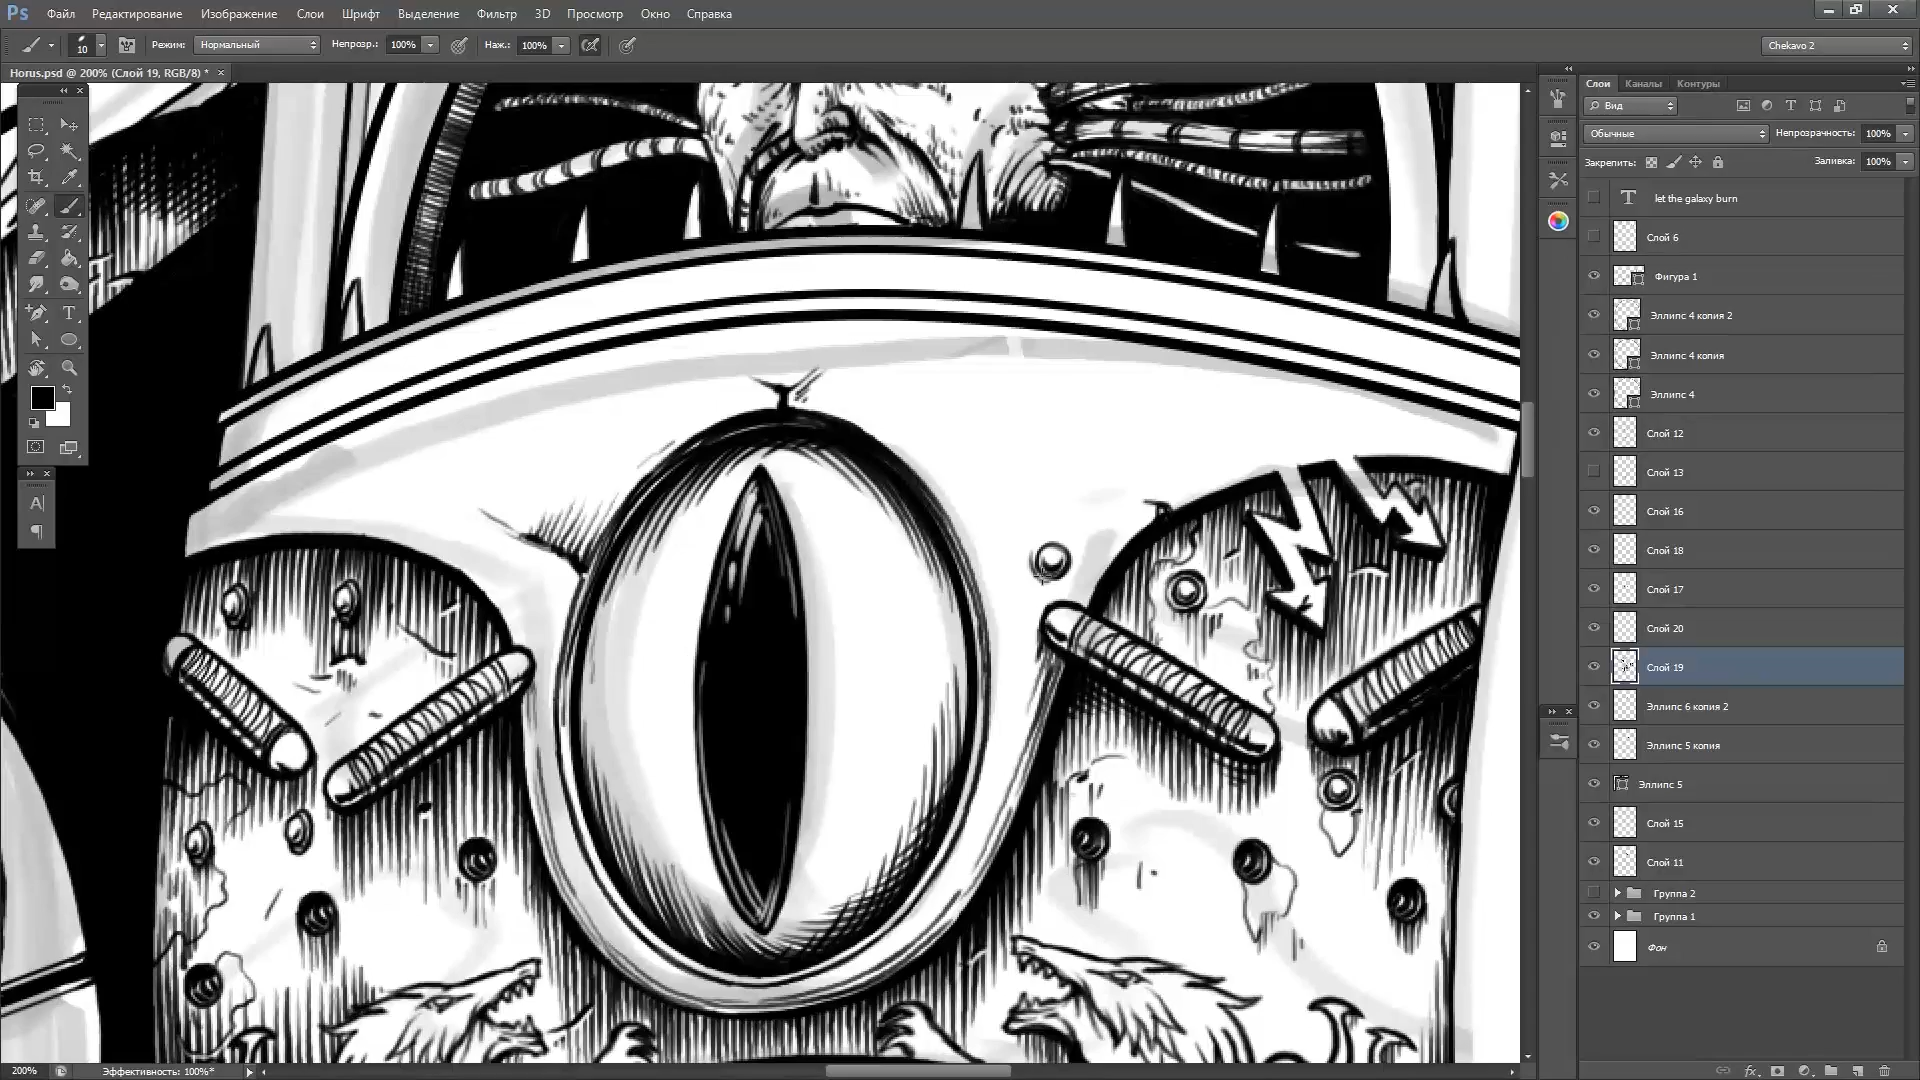 Ps Файл Редактирование Изображение Слои Шрифт Выделение Фильтр 3D Просмотр Окно Справка
10 Режим: Нормальный Непрозр.: 100% Наж.: 100% Chekavo 2
Horus.psd @ 200% (Слой 19, RGB/8) * ×
Слои Каналы Контуры
Вид
Обычные Непрозрачность: 100%
Закрепить: Заливка: 100%
let the galaxy burn
Слой 6
Фигура 1
Эллипс 4 копия 2
Эллипс 4 копия
Эллипс 4
Слой 12
Слой 13
Слой 16
Слой 18
Слой 17
Слой 20
Слой 19
Эллипс 6 копия 2
Эллипс 5 копия
Эллипс 5
Слой 15
Слой 11
Группа 2
Группа 1
Фон
200% Эффективность: 100%*